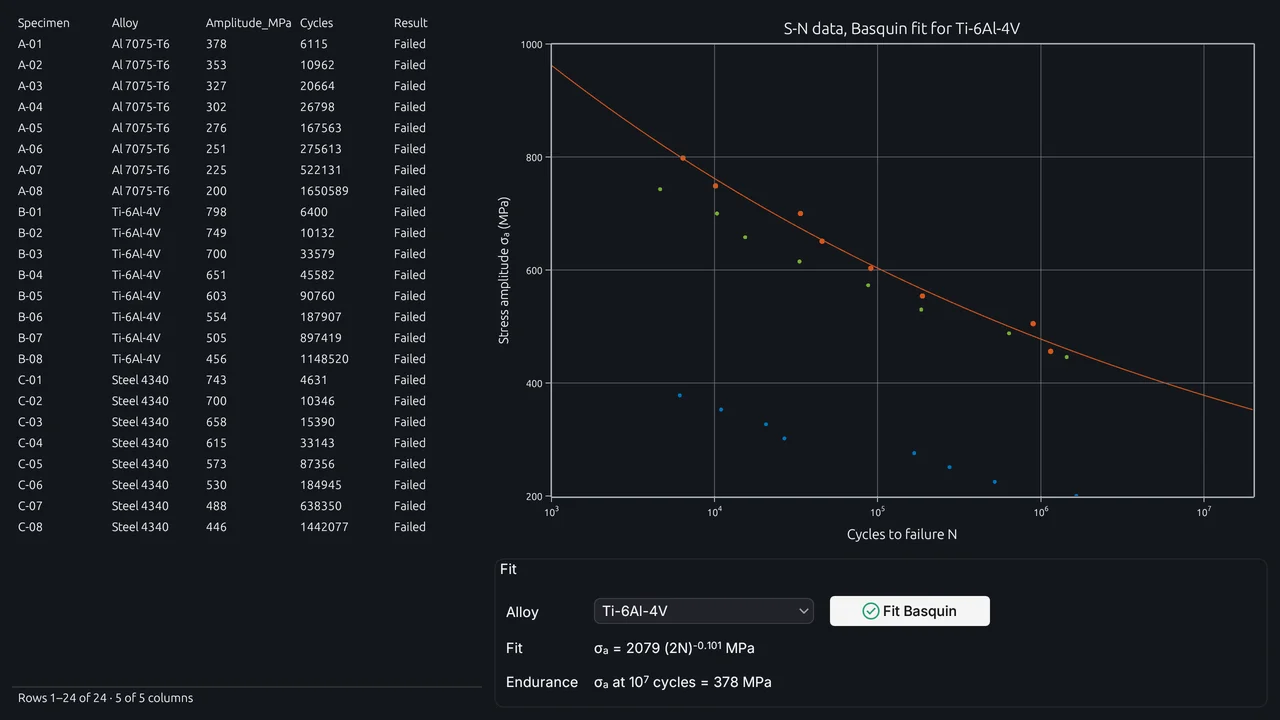 Specimen Alloy Amplitude_MPa Cycles Result
A-01 Al 7075-T6 378 6115 Failed
A-02 Al 7075-T6 353 10962 Failed
A-03 Al 7075-T6 327 20664 Failed
A-04 Al 7075-T6 302 26798 Failed
A-05 Al 7075-T6 276 167563 Failed
A-06 Al 7075-T6 251 275613 Failed
A-07 Al 7075-T6 225 522131 Failed
A-08 Al 7075-T6 200 1650589 Failed
B-01 Ti-6Al-4V 798 6400 Failed
B-02 Ti-6Al-4V 749 10132 Failed
B-03 Ti-6Al-4V 700 33579 Failed
B-04 Ti-6Al-4V 651 45582 Failed
B-05 Ti-6Al-4V 603 90760 Failed
B-06 Ti-6Al-4V 554 187907 Failed
B-07 Ti-6Al-4V 505 897419 Failed
B-08 Ti-6Al-4V 456 1148520 Failed
C-01 Steel 4340 743 4631 Failed
C-02 Steel 4340 700 10346 Failed
C-03 Steel 4340 658 15390 Failed
C-04 Steel 4340 615 33143 Failed
C-05 Steel 4340 573 87356 Failed
C-06 Steel 4340 530 184945 Failed
C-07 Steel 4340 488 638350 Failed
C-08 Steel 4340 446 1442077 Failed
Rows 1–24 of 24 · 5 of 5 columns
S-N data, Basquin fit for Ti-6Al-4V
Stress amplitude σₐ (MPa)
1000
800
600
400
200
10³ 10⁴ 10⁵ 10⁶ 10⁷
Cycles to failure N
Fit
Alloy Ti-6Al-4V Fit Basquin
Fit σₐ = 2079 (2N)⁻⁰·¹⁰¹ MPa
Endurance σₐ at 10⁷ cycles = 378 MPa